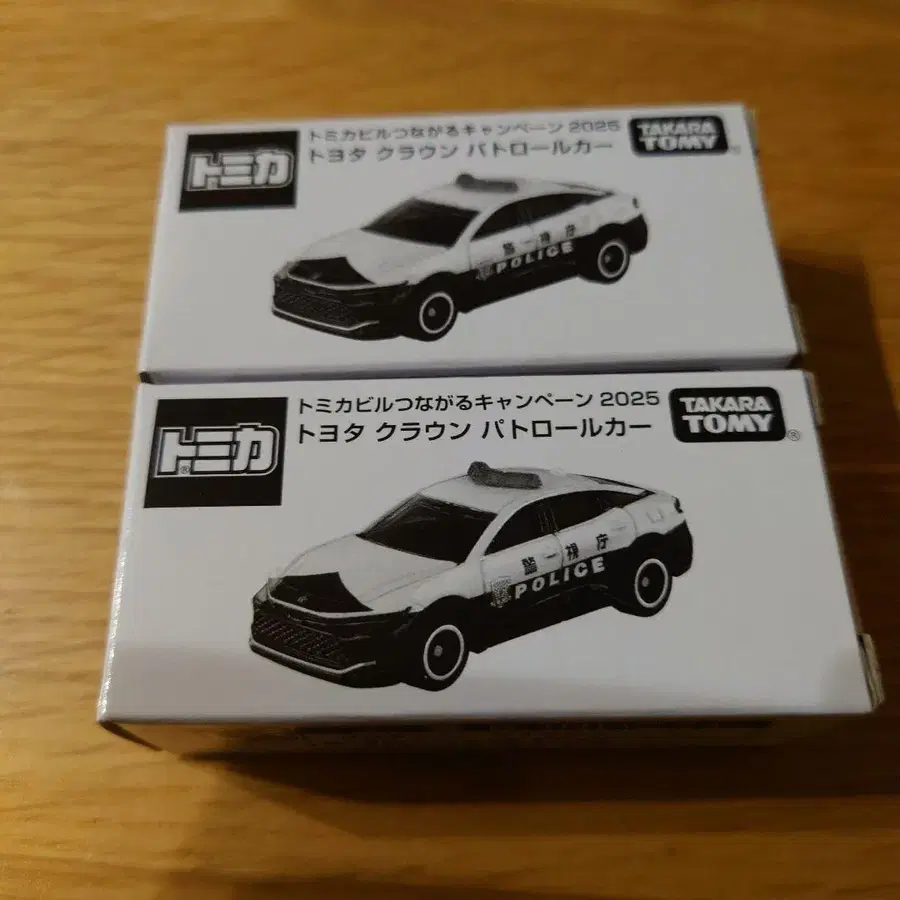 トミカ
トミカビルつながるキャンペーン 2025
トヨタ クラウン パトロールカー
TAKARA
TOMY
警視庁
POLICE
トミカ
®
トミカビルつながるキャンペーン 2025
トヨタ クラウン パトロールカー
TAKARA
TOMY
®
警視庁
POLICE